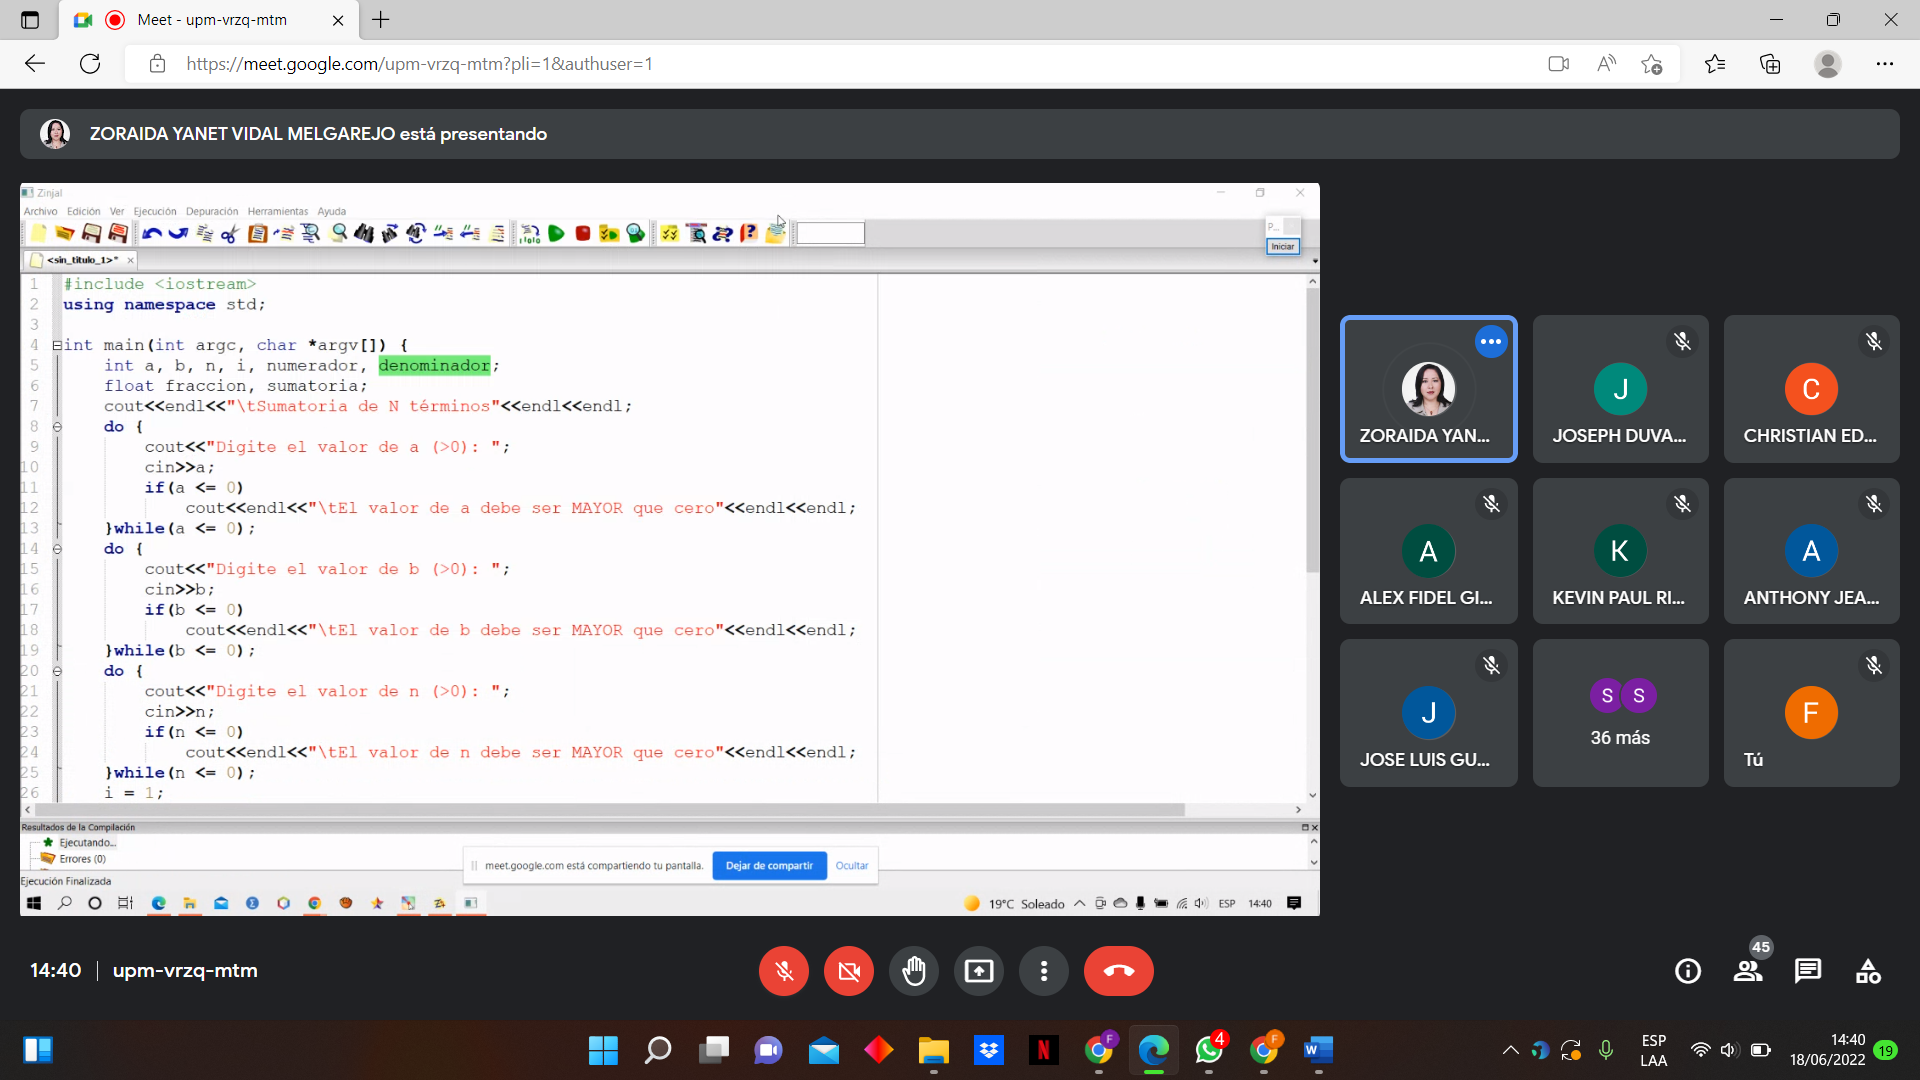 Meet - upm-vrzq-mtm
https://meet.google.com/upm-vrzq-mtm?pli=1&authuser=1
ZORAIDA YANET VIDAL MELGAREJO está presentando
ZinjaI
Archivo Edición Ver Ejecución Depuración Herramientas Ayuda
P...
Iniciar
<sin_titulo_1>*
1 #include <iostream>
2 using namespace std;
3
4 int main(int argc, char *argv[]) {
5 int a, b, n, i, numerador, denominador;
6 float fraccion, sumatoria;
7 cout<<endl<<"\tSumatoria de N términos"<<endl<<endl;
8 do {
9 cout<<"Digite el valor de a (>0): ";
10 cin>>a;
11 if(a <= 0)
12 cout<<endl<<"\tEl valor de a debe ser MAYOR que cero"<<endl<<endl;
13 }while(a <= 0);
14 do {
15 cout<<"Digite el valor de b (>0): ";
16 cin>>b;
17 if(b <= 0)
18 cout<<endl<<"\tEl valor de b debe ser MAYOR que cero"<<endl<<endl;
19 }while(b <= 0);
20 do {
21 cout<<"Digite el valor de n (>0): ";
22 cin>>n;
23 if(n <= 0)
24 cout<<endl<<"\tEl valor de n debe ser MAYOR que cero"<<endl<<endl;
25 }while(n <= 0);
26 i = 1;
Resultados de la Compilación
Ejecutando...
Errores (0)
meet.google.com está compartiendo tu pantalla.
Dejar de compartir
Ocultar
Ejecución Finalizada
19°C Soleado
ESP
14:40
ZORAIDA YAN...
J
JOSEPH DUVA...
C
CHRISTIAN ED...
A
ALEX FIDEL GI...
K
KEVIN PAUL RI...
A
ANTHONY JEA...
J
JOSE LUIS GU...
S S
36 más
F
Tú
14:40 | upm-vrzq-mtm
45
F
4
F
W
N
ESP
LAA
14:40
18/06/2022
19